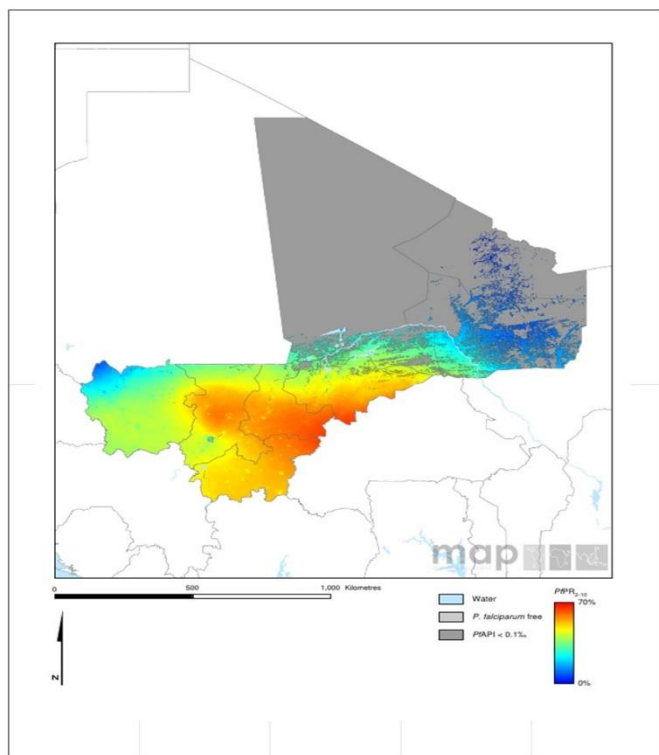 map
0 500 1,000 Kilometres
Water
P. falciparum free
PfAPI < 0.1‰
PfPR₂₋₁₀
70%
0%
N